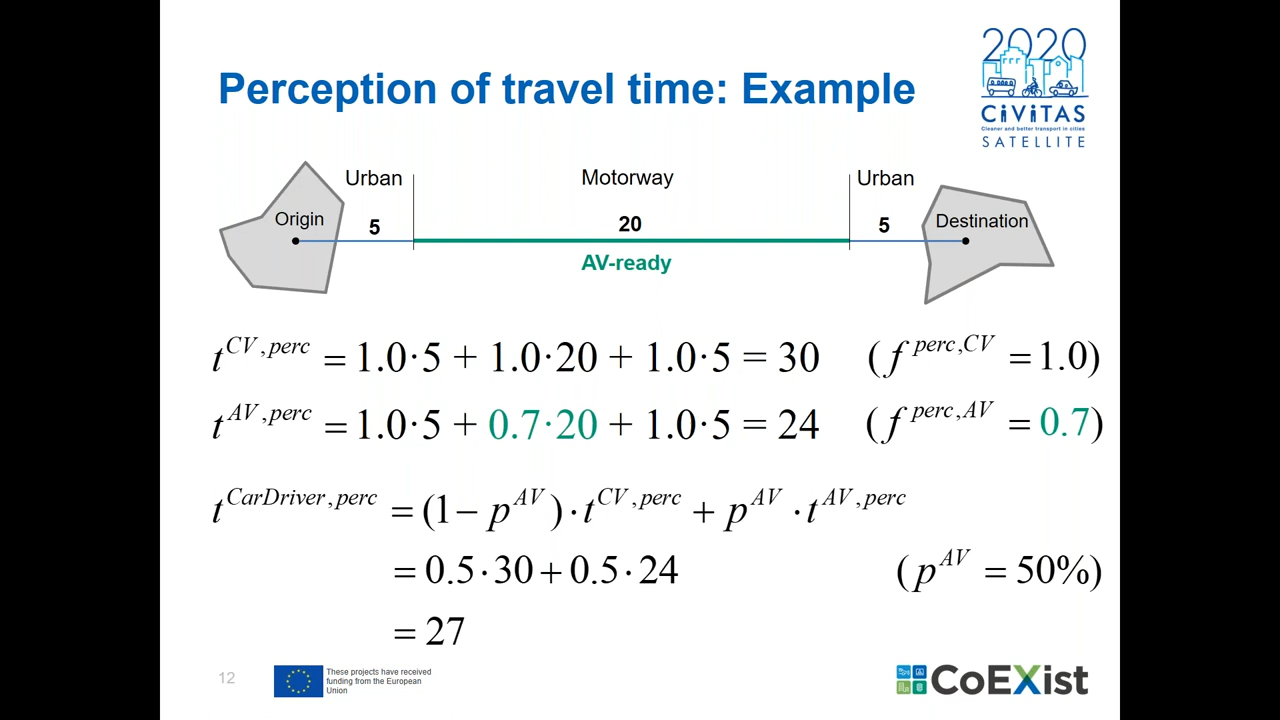 Perception of travel time: Example
2020
CiViTAS
Cleaner and better transport in cities
SATELLITE
Urban Motorway Urban
Origin 5 20 5 Destination
AV-ready
t^{CV,perc} = 1.0·5 + 1.0·20 + 1.0·5 = 30 (f^{perc,CV} = 1.0)
t^{AV,perc} = 1.0·5 + 0.7·20 + 1.0·5 = 24 (f^{perc,AV} = 0.7)
t^{CarDriver,perc} = (1 − p^{AV})·t^{CV,perc} + p^{AV}·t^{AV,perc}
= 0.5·30 + 0.5·24 (p^{AV} = 50%)
= 27
12
These projects have received
funding from the European
Union
CoEXist